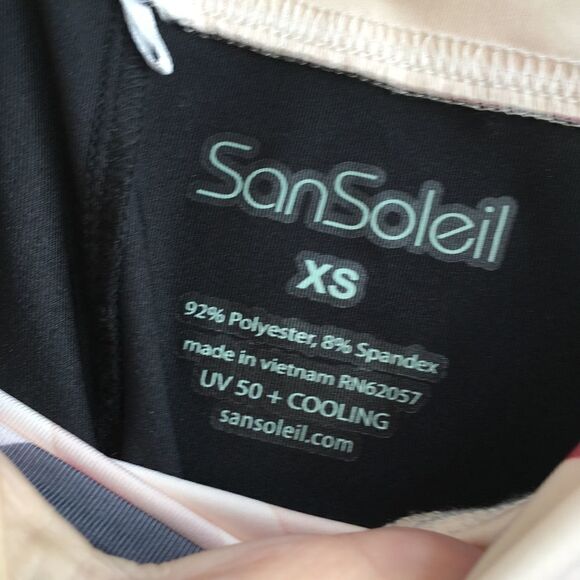 SanSoleil
XS
92% Polyester, 8% Spandex
made in vietnam RN62057
UV 50 + COOLING
sansoleil.com